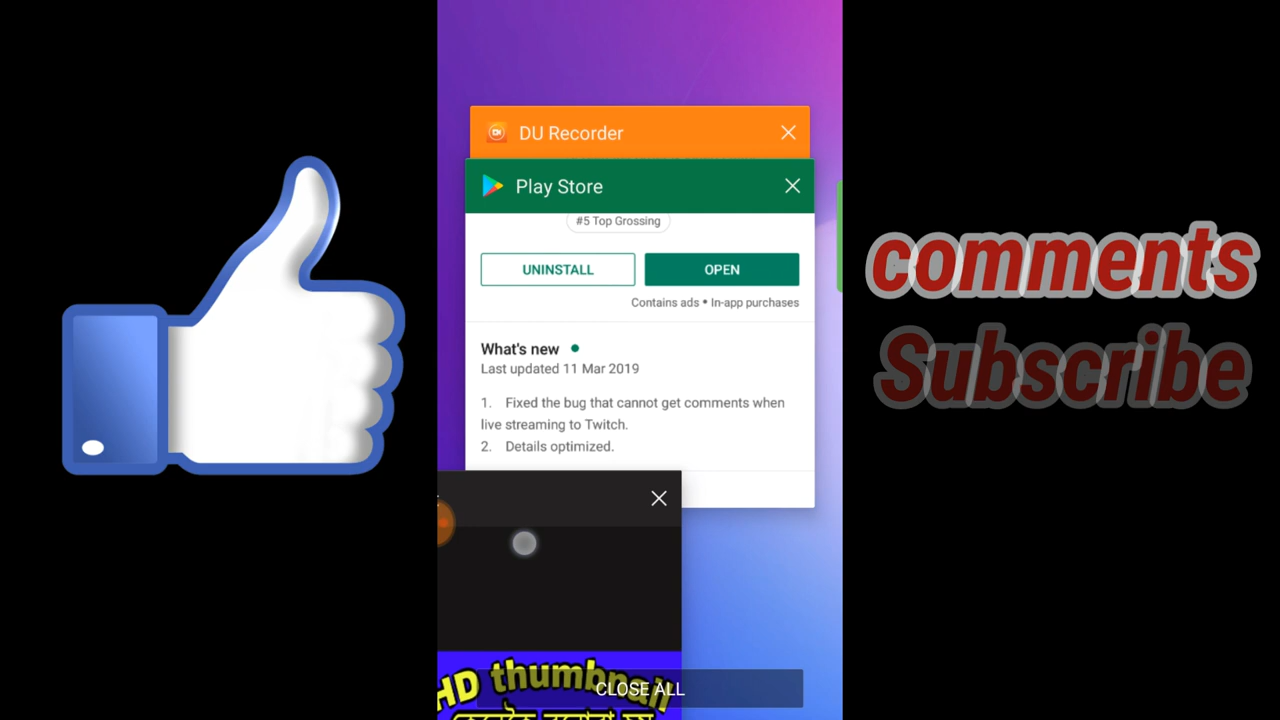 DU Recorder
Play Store
#5 Top Grossing
UNINSTALL
OPEN
Contains ads • In-app purchases
What's new
Last updated 11 Mar 2019
1. Fixed the bug that cannot get comments when
live streaming to Twitch.
2. Details optimized.
HD thumbnail
CLOSE ALL
comments
Subscribe